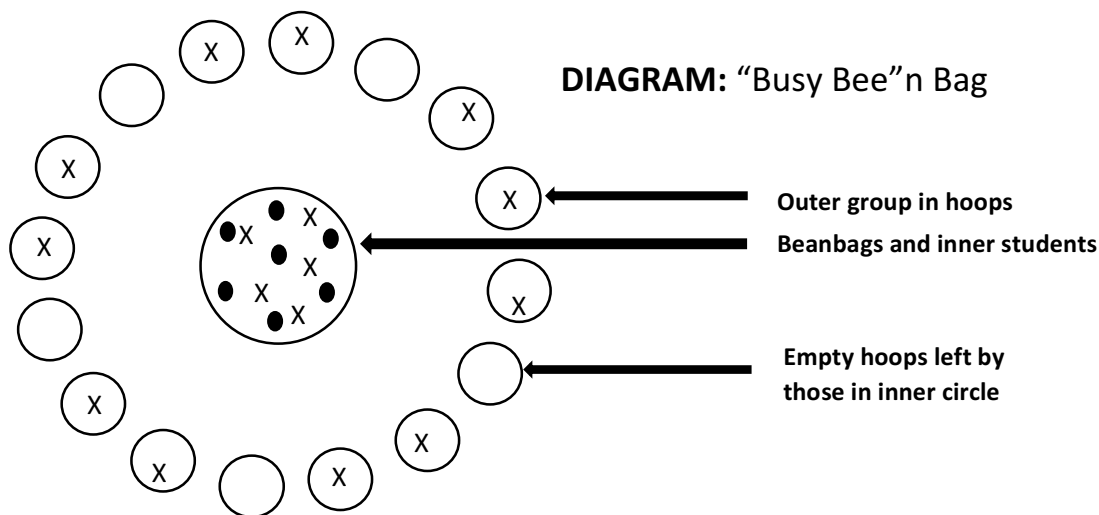 X X
DIAGRAM: “Busy Bee”n Bag
X
X
X
Outer group in hoops
X
X
X
Beanbags and inner students
X
X
X
X
X
Empty hoops left by
those in inner circle
X
X
X
X